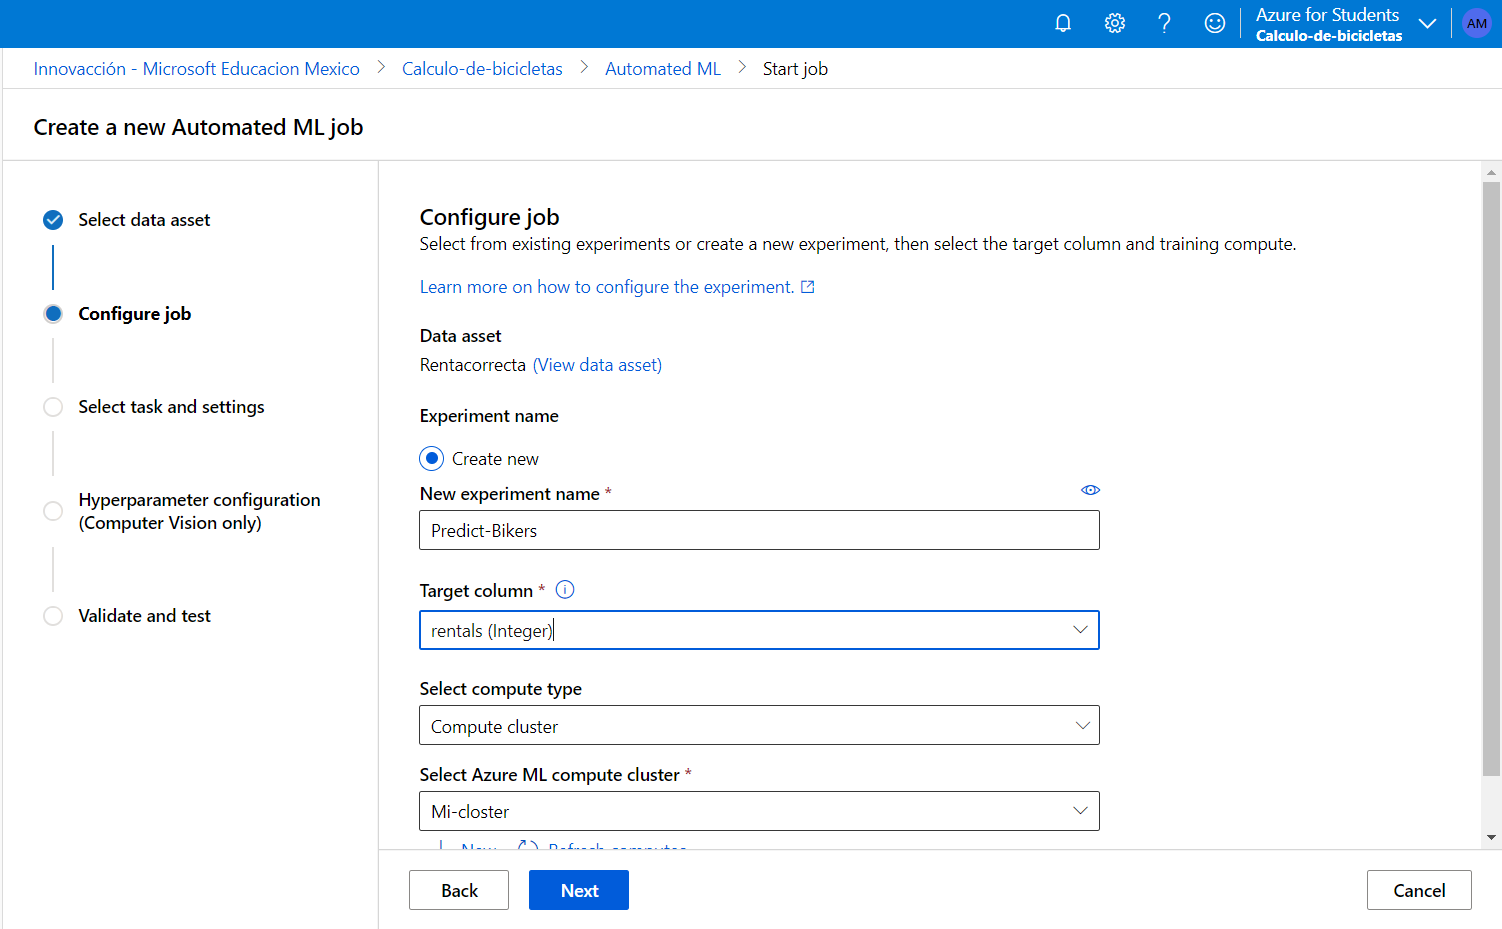 Azure for Students
Calculo-de-bicicletas
AM
Innovacción - Microsoft Educacion Mexico > Calculo-de-bicicletas > Automated ML > Start job
Create a new Automated ML job
Select data asset
Configure job
Select task and settings
Hyperparameter configuration
(Computer Vision only)
Validate and test
Configure job
Select from existing experiments or create a new experiment, then select the target column and training compute.
Learn more on how to configure the experiment.
Data asset
Rentacorrecta (View data asset)
Experiment name
Create new
New experiment name *
Predict-Bikers
Target column *
rentals (Integer)
Select compute type
Compute cluster
Select Azure ML compute cluster *
Mi-closter
New Refresh computes
Back Next Cancel